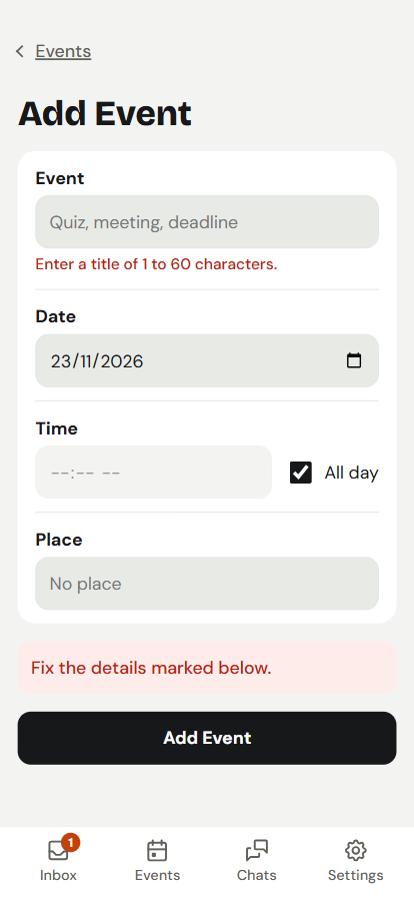 Events
Add Event
Event
Quiz, meeting, deadline
Enter a title of 1 to 60 characters.
Date
23/11/2026
Time
--:-- --
All day
Place
No place
Fix the details marked below.
Add Event
1
Inbox
Events
Chats
Settings